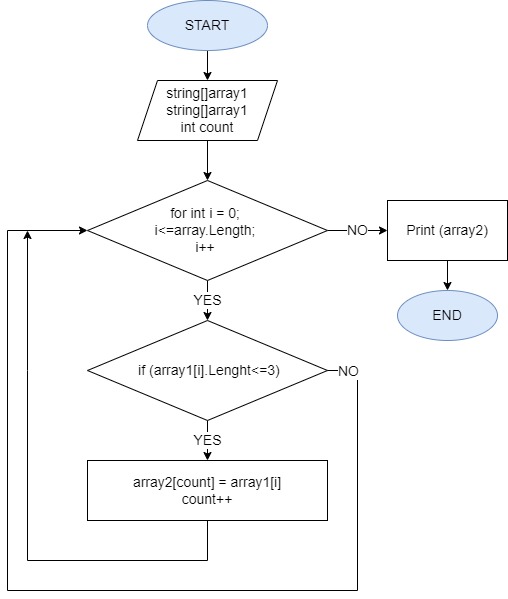 START
string[]array1
string[]array1
int count
for int i = 0;
i<=array.Length;
i++
NO
Print (array2)
YES
END
if (array1[i].Lenght<=3)
NO
YES
array2[count] = array1[i]
count++